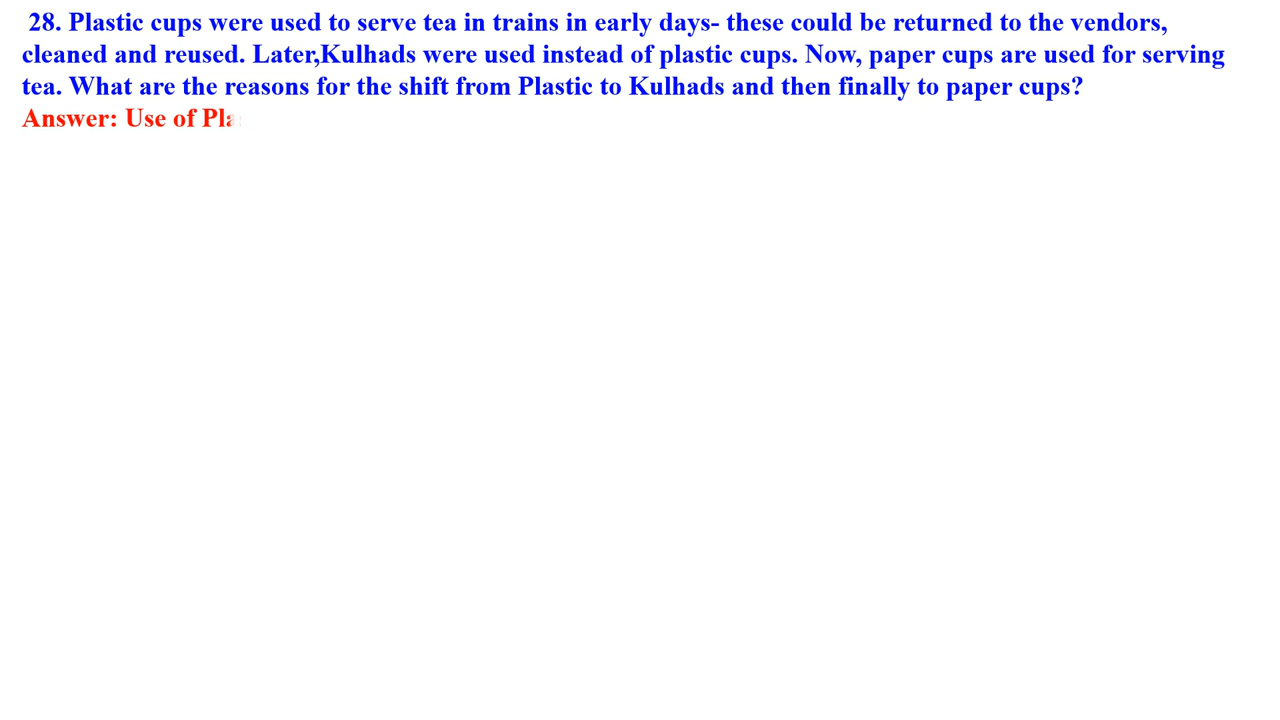 28. Plastic cups were used to serve tea in trains in early days- these could be returned to the vendors,
cleaned and reused. Later,Kulhads were used instead of plastic cups. Now, paper cups are used for serving
tea. What are the reasons for the shift from Plastic to Kulhads and then finally to paper cups?
Answer: Use of Pla